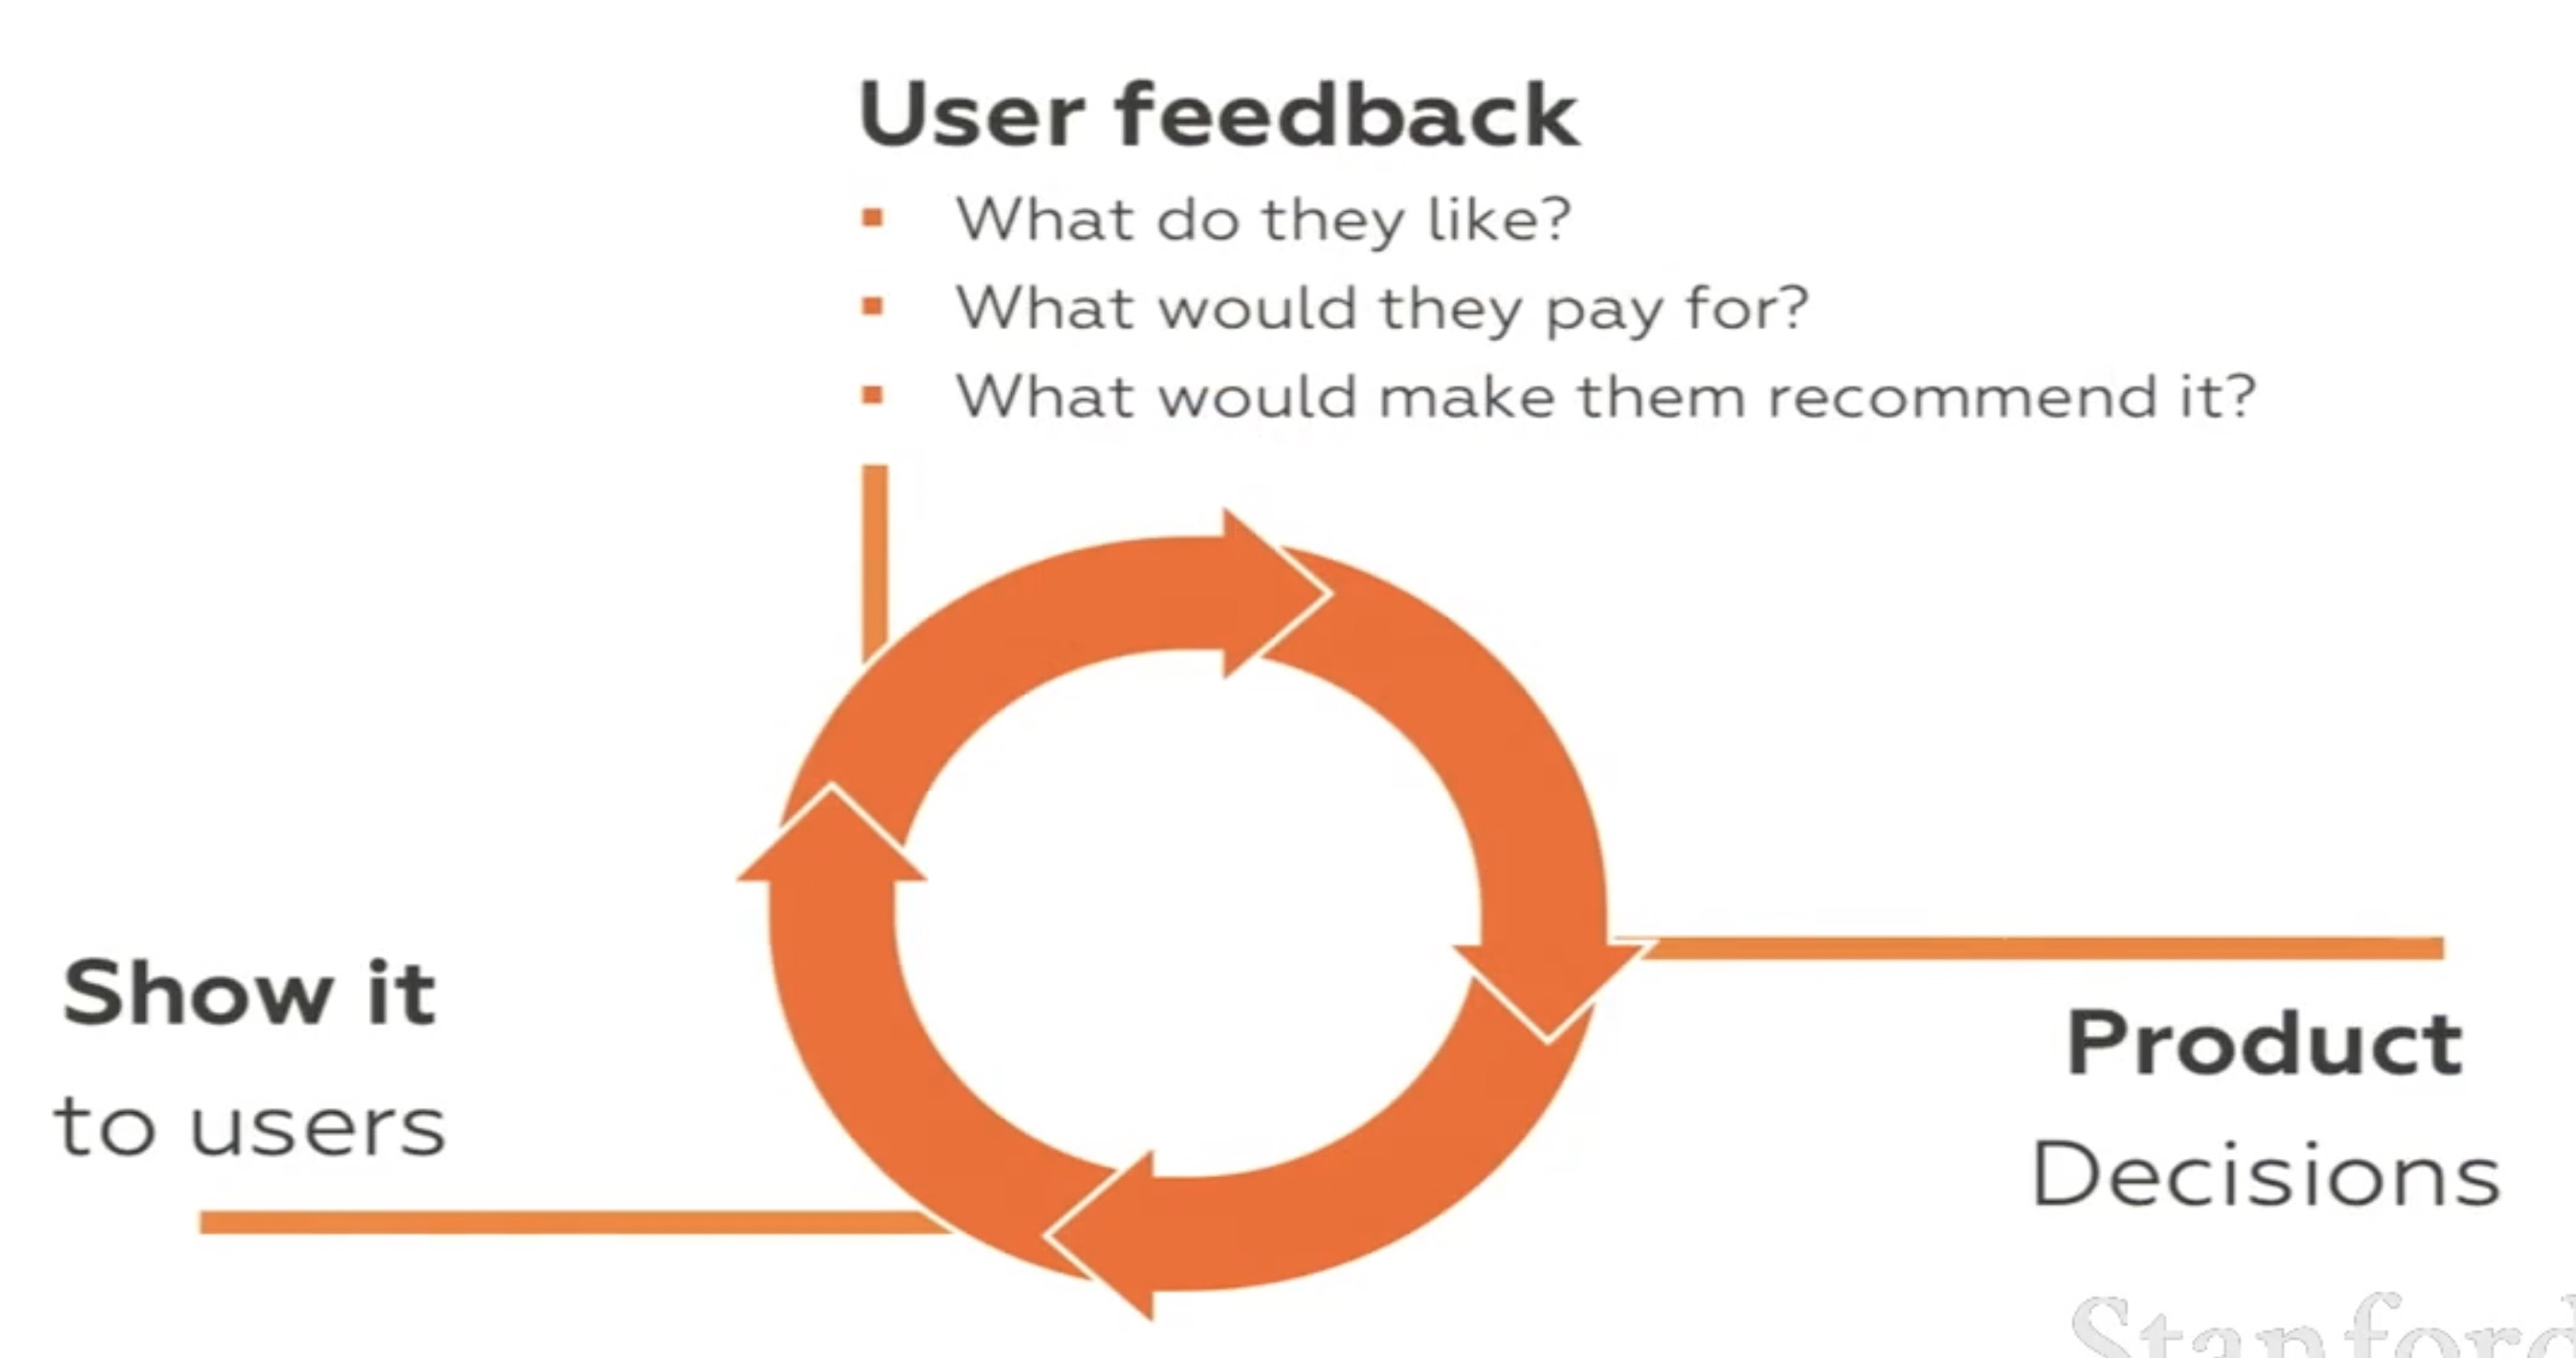 User feedback
What do they like?
What would they pay for?
What would make them recommend it?
Show it
to users
Product
Decisions
Stanford